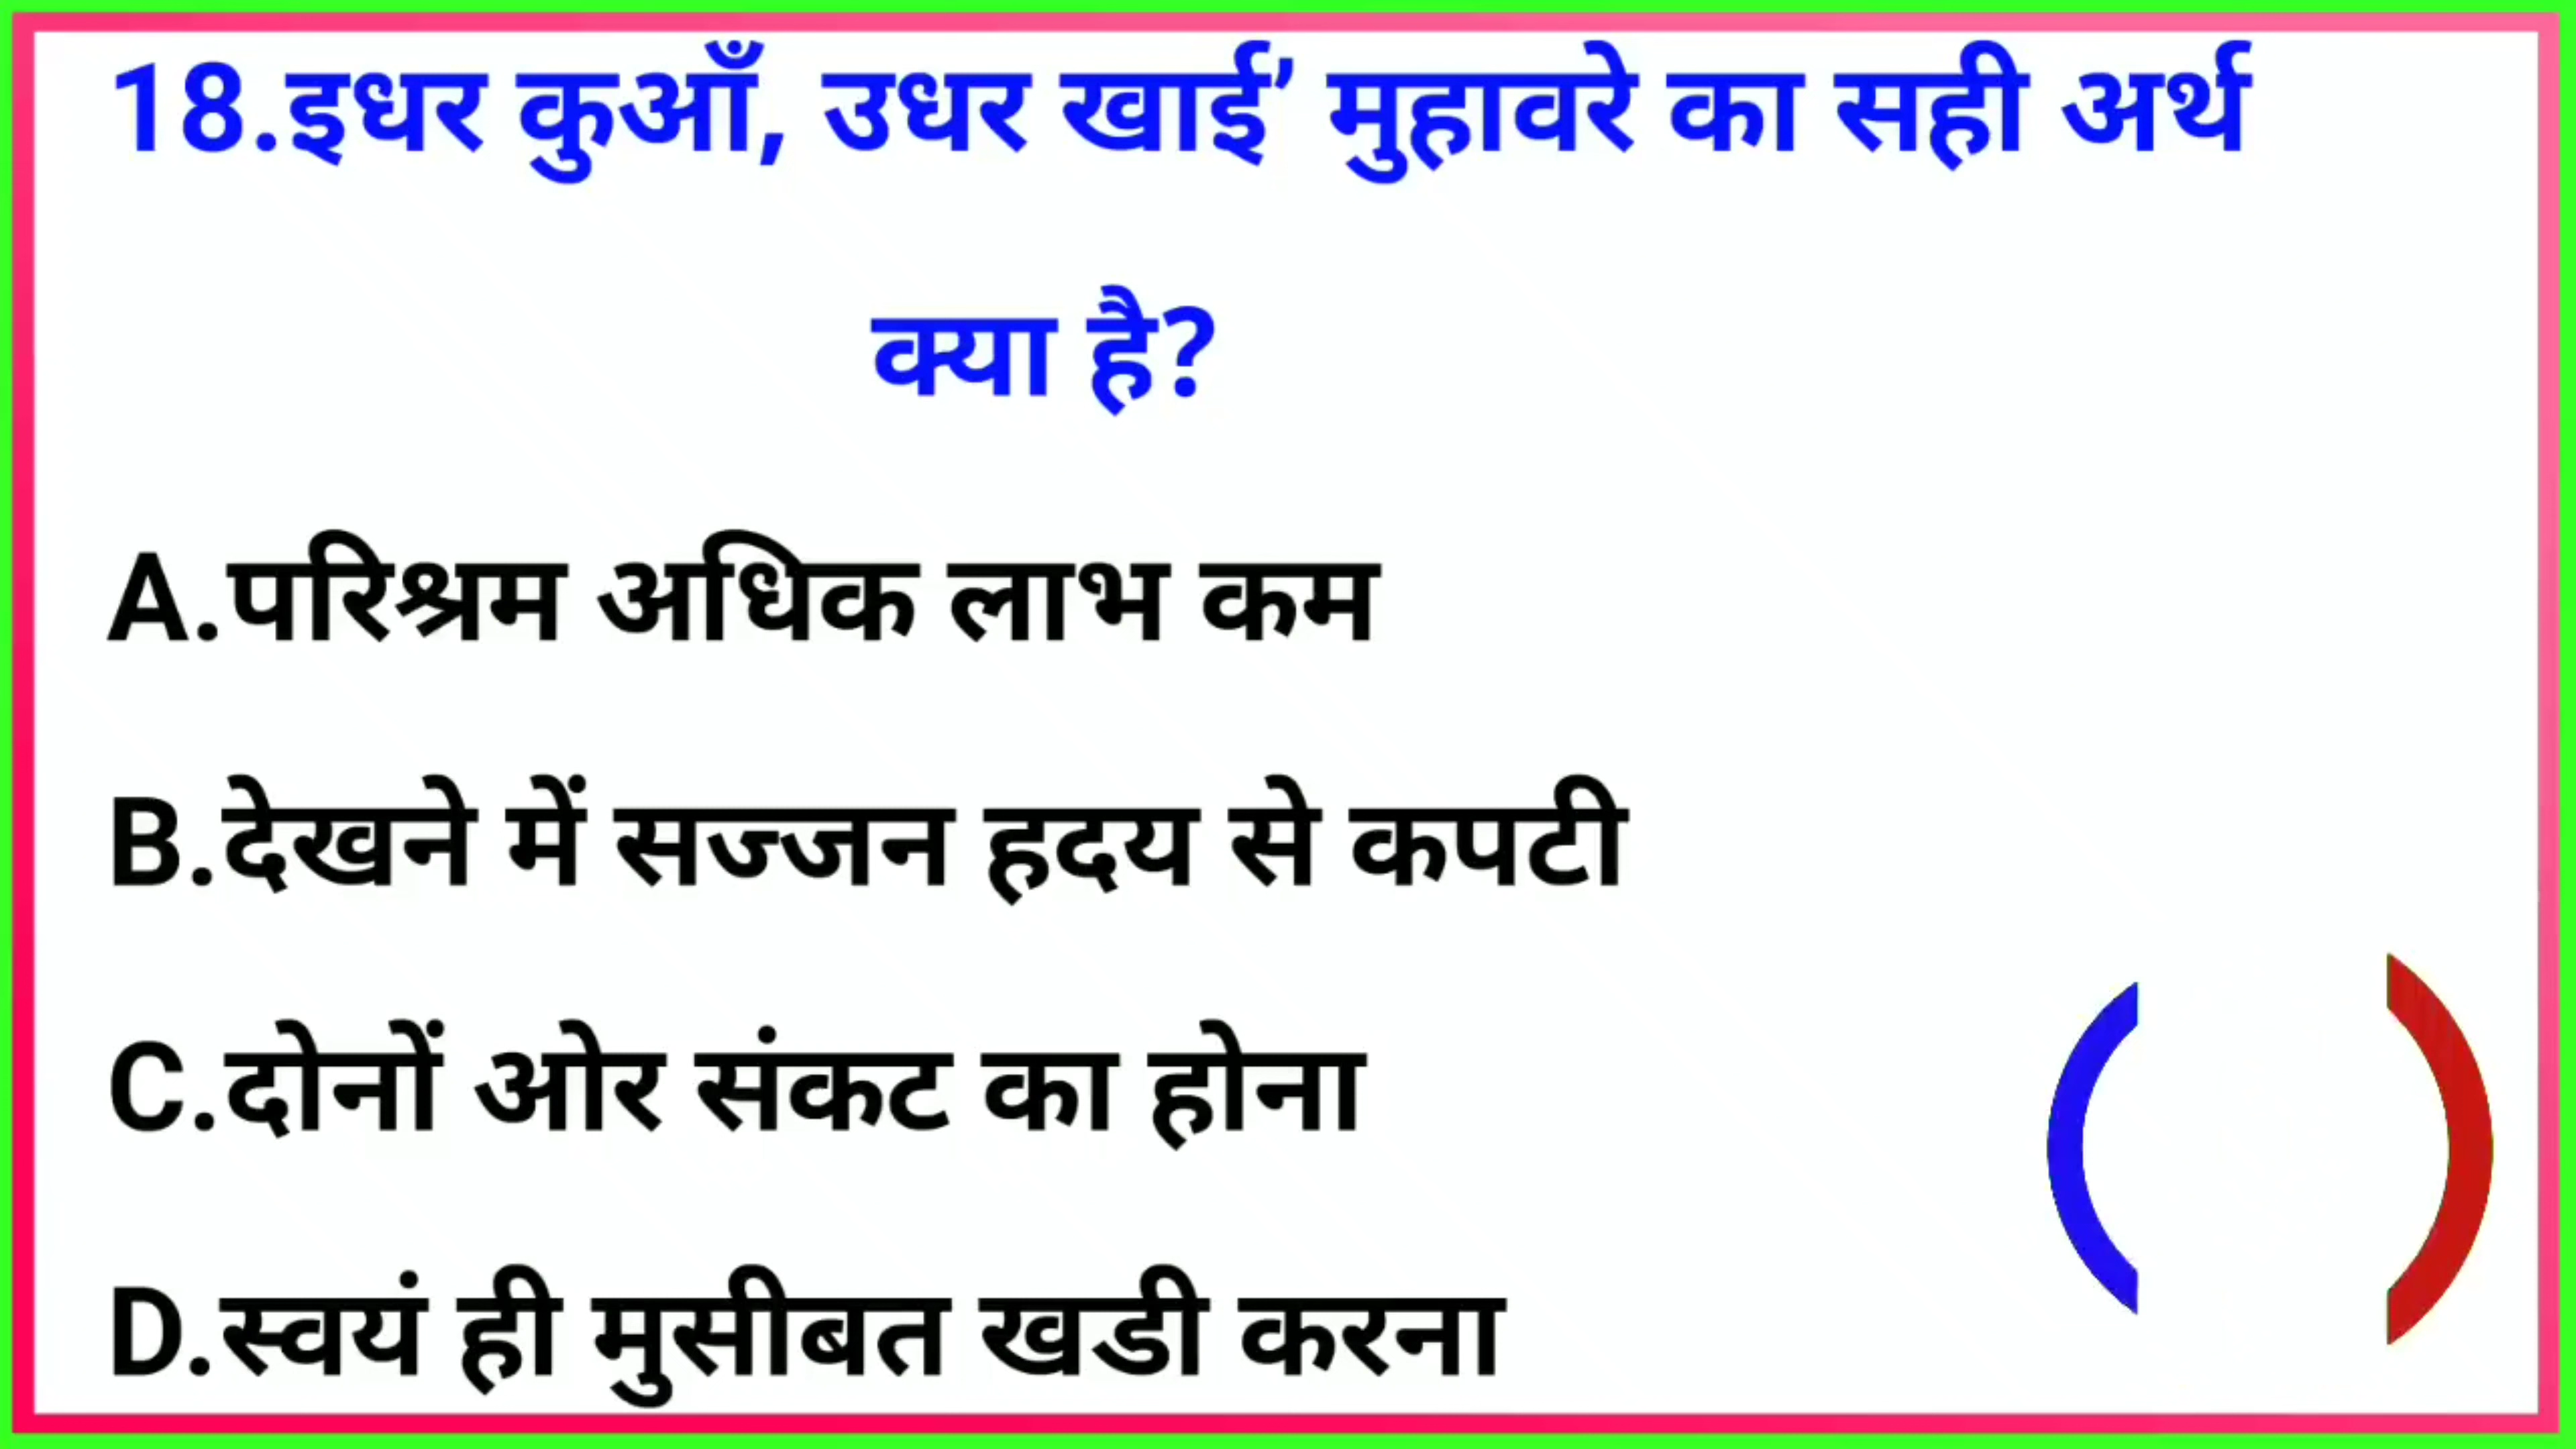 18.इधर कुआँ, उधर खाई’ मुहावरे का सही अर्थ
क्या है?
A.परिश्रम अधिक लाभ कम
B.देखने में सज्जन हदय से कपटी
C.दोनों ओर संकट का होना
D.स्वयं ही मुसीबत खडी करना